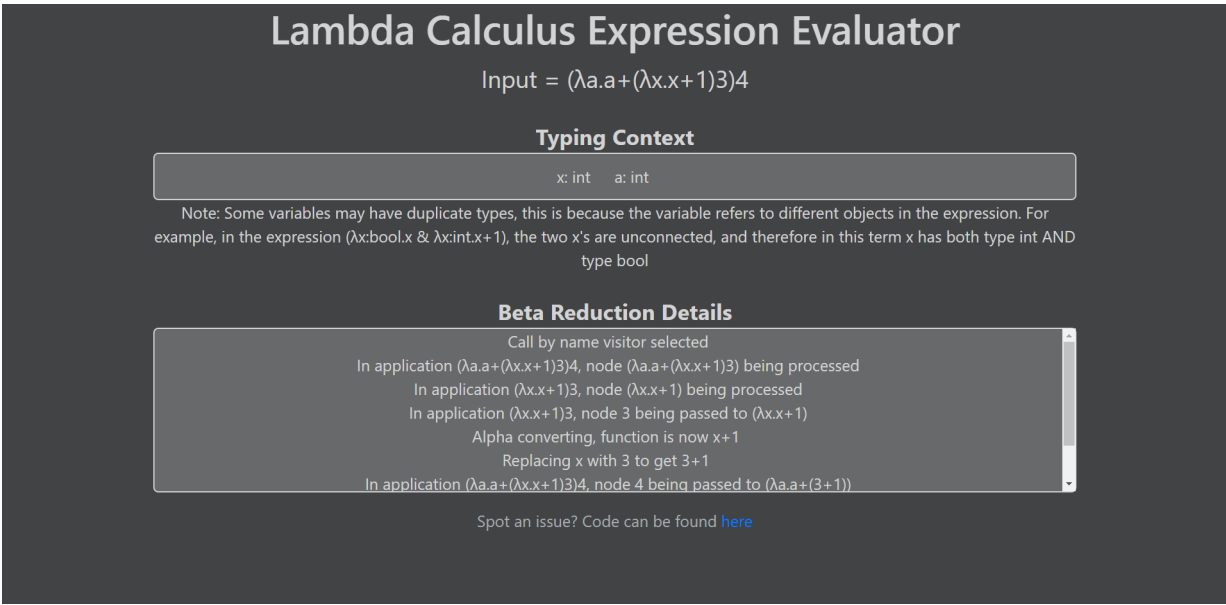 Lambda Calculus Expression Evaluator
Input = (λa.a+(λx.x+1)3)4
Typing Context
x: int a: int
Note: Some variables may have duplicate types, this is because the variable refers to different objects in the expression. For
example, in the expression (λx:bool.x & λx:int.x+1), the two x's are unconnected, and therefore in this term x has both type int AND
type bool
Beta Reduction Details
Call by name visitor selected
In application (λa.a+(λx.x+1)3)4, node (λa.a+(λx.x+1)3) being processed
In application (λx.x+1)3, node (λx.x+1) being processed
In application (λx.x+1)3, node 3 being passed to (λx.x+1)
Alpha converting, function is now x+1
Replacing x with 3 to get 3+1
In application (λa.a+(λx.x+1)3)4, node 4 being passed to (λa.a+(3+1))
Spot an issue? Code can be found here